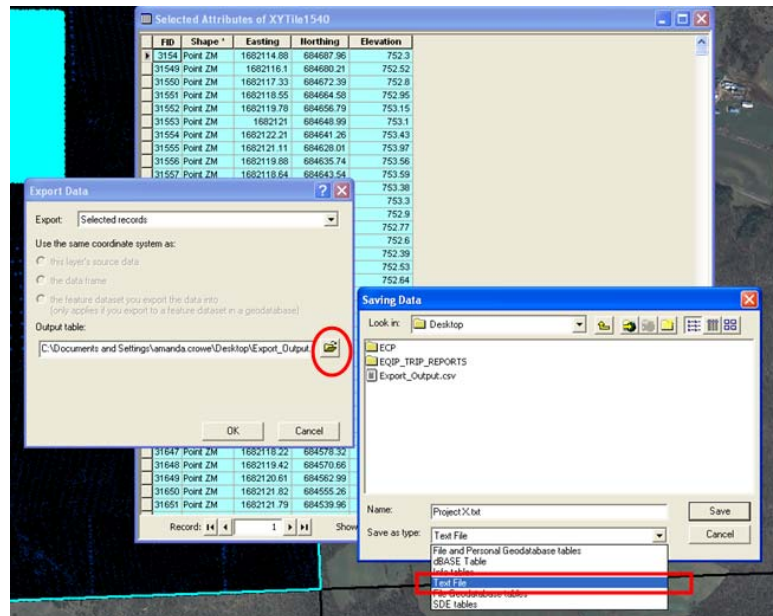 Selected Attributes of XYTile1540
FID Shape * Easting Northing Elevation
3154 Point ZM 1682114.88 684687.96 752.3
31549 Point ZM 1682116.1 684680.21 752.52
31550 Point ZM 1682117.33 684672.39 752.8
31551 Point ZM 1682118.55 684664.58 752.95
31552 Point ZM 1682119.78 684656.79 753.15
31553 Point ZM 1682121 684648.99 753.1
31554 Point ZM 1682122.21 684641.26 753.43
31555 Point ZM 1682121.11 684628.01 753.97
31556 Point ZM 1682119.88 684635.74 753.56
31557 Point ZM 1682118.64 684643.54 753.59
753.38
753.3
752.9
752.77
752.6
752.39
752.53
752.64
Export Data
Export: Selected records
Use the same coordinate system as:
this layer's source data
the data frame
the feature dataset you export the data into
(only applies if you export to a feature dataset in a geodatabase)
Output table:
C:\Documents and Settings\amanda.crowe\Desktop\Export_Output.
OK Cancel
31647 Point ZM 1682118.22 684578.32
31648 Point ZM 1682119.42 684570.66
31649 Point ZM 1682120.61 684562.99
31650 Point ZM 1682121.82 684555.26
31651 Point ZM 1682121.79 684539.96
Record: 1 Show
Saving Data
Look in: Desktop
ECP
EQIP_TRIP_REPORTS
Export_Output.csv
Name: Project X.txt Save
Save as type: Text File Cancel
File and Personal Geodatabase tables
dBASE Table
Info tables
Text File
File Geodatabase tables
SDE tables